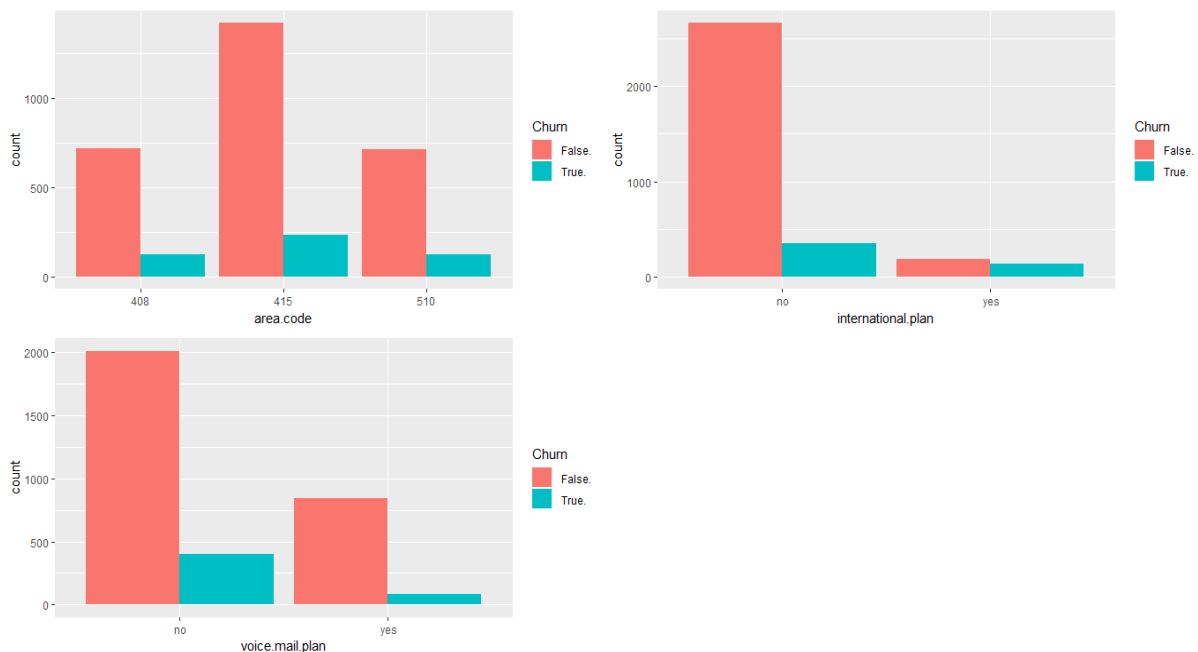 1000
500
0
count
408 415 510
area.code
Churn
False.
True.
2000
1000
0
count
no yes
international.plan
Churn
False.
True.
2000
1500
1000
500
0
count
no yes
voice.mail.plan
Churn
False.
True.